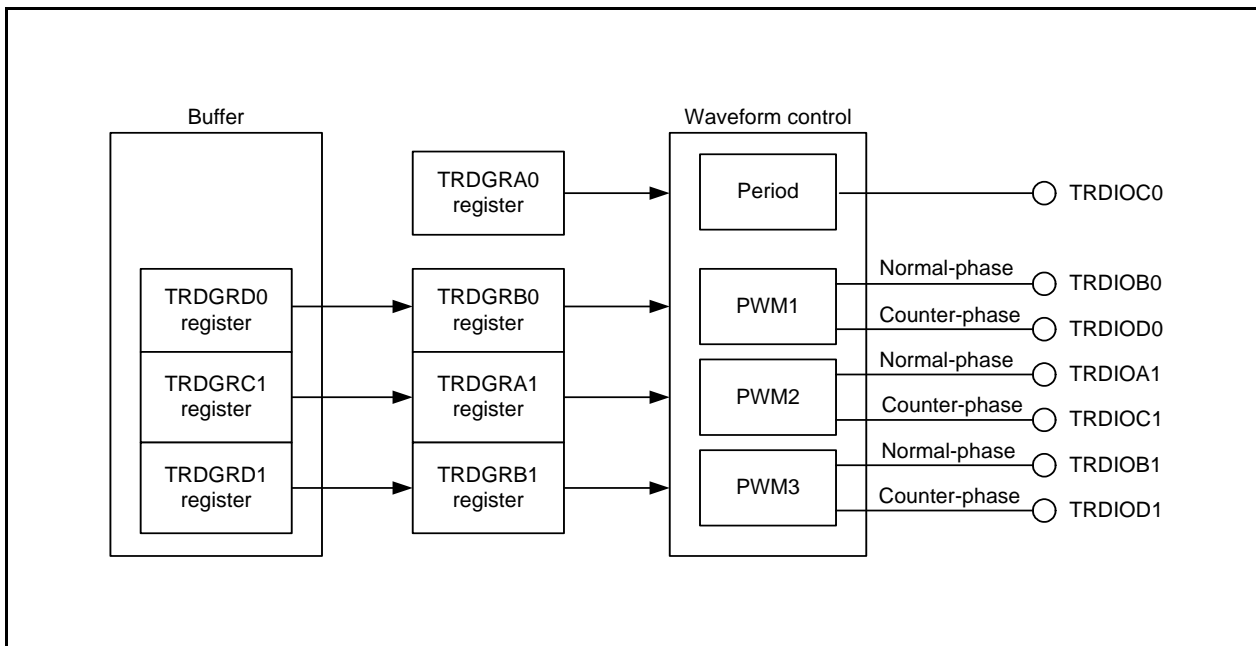 Buffer
Waveform control
TRDGRA0
register
Period
TRDIOC0
TRDGRD0
register
TRDGRB0
register
PWM1
Normal-phase
TRDIOB0
Counter-phase
TRDIOD0
TRDGRC1
register
TRDGRA1
register
PWM2
Normal-phase
TRDIOA1
Counter-phase
TRDIOC1
TRDGRD1
register
TRDGRB1
register
PWM3
Normal-phase
TRDIOB1
Counter-phase
TRDIOD1